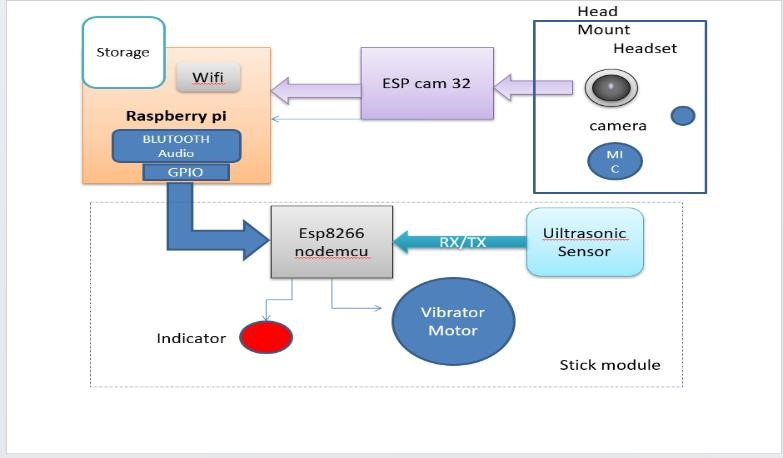 Head
Mount
Headset
Storage
Wifi
ESP cam 32
Raspberry pi
camera
BLUTOOTH
Audio
MI
C
GPIO
Esp8266
nodemcu
RX/TX
Uiltrasonic
Sensor
Vibrator
Motor
Indicator
Stick module